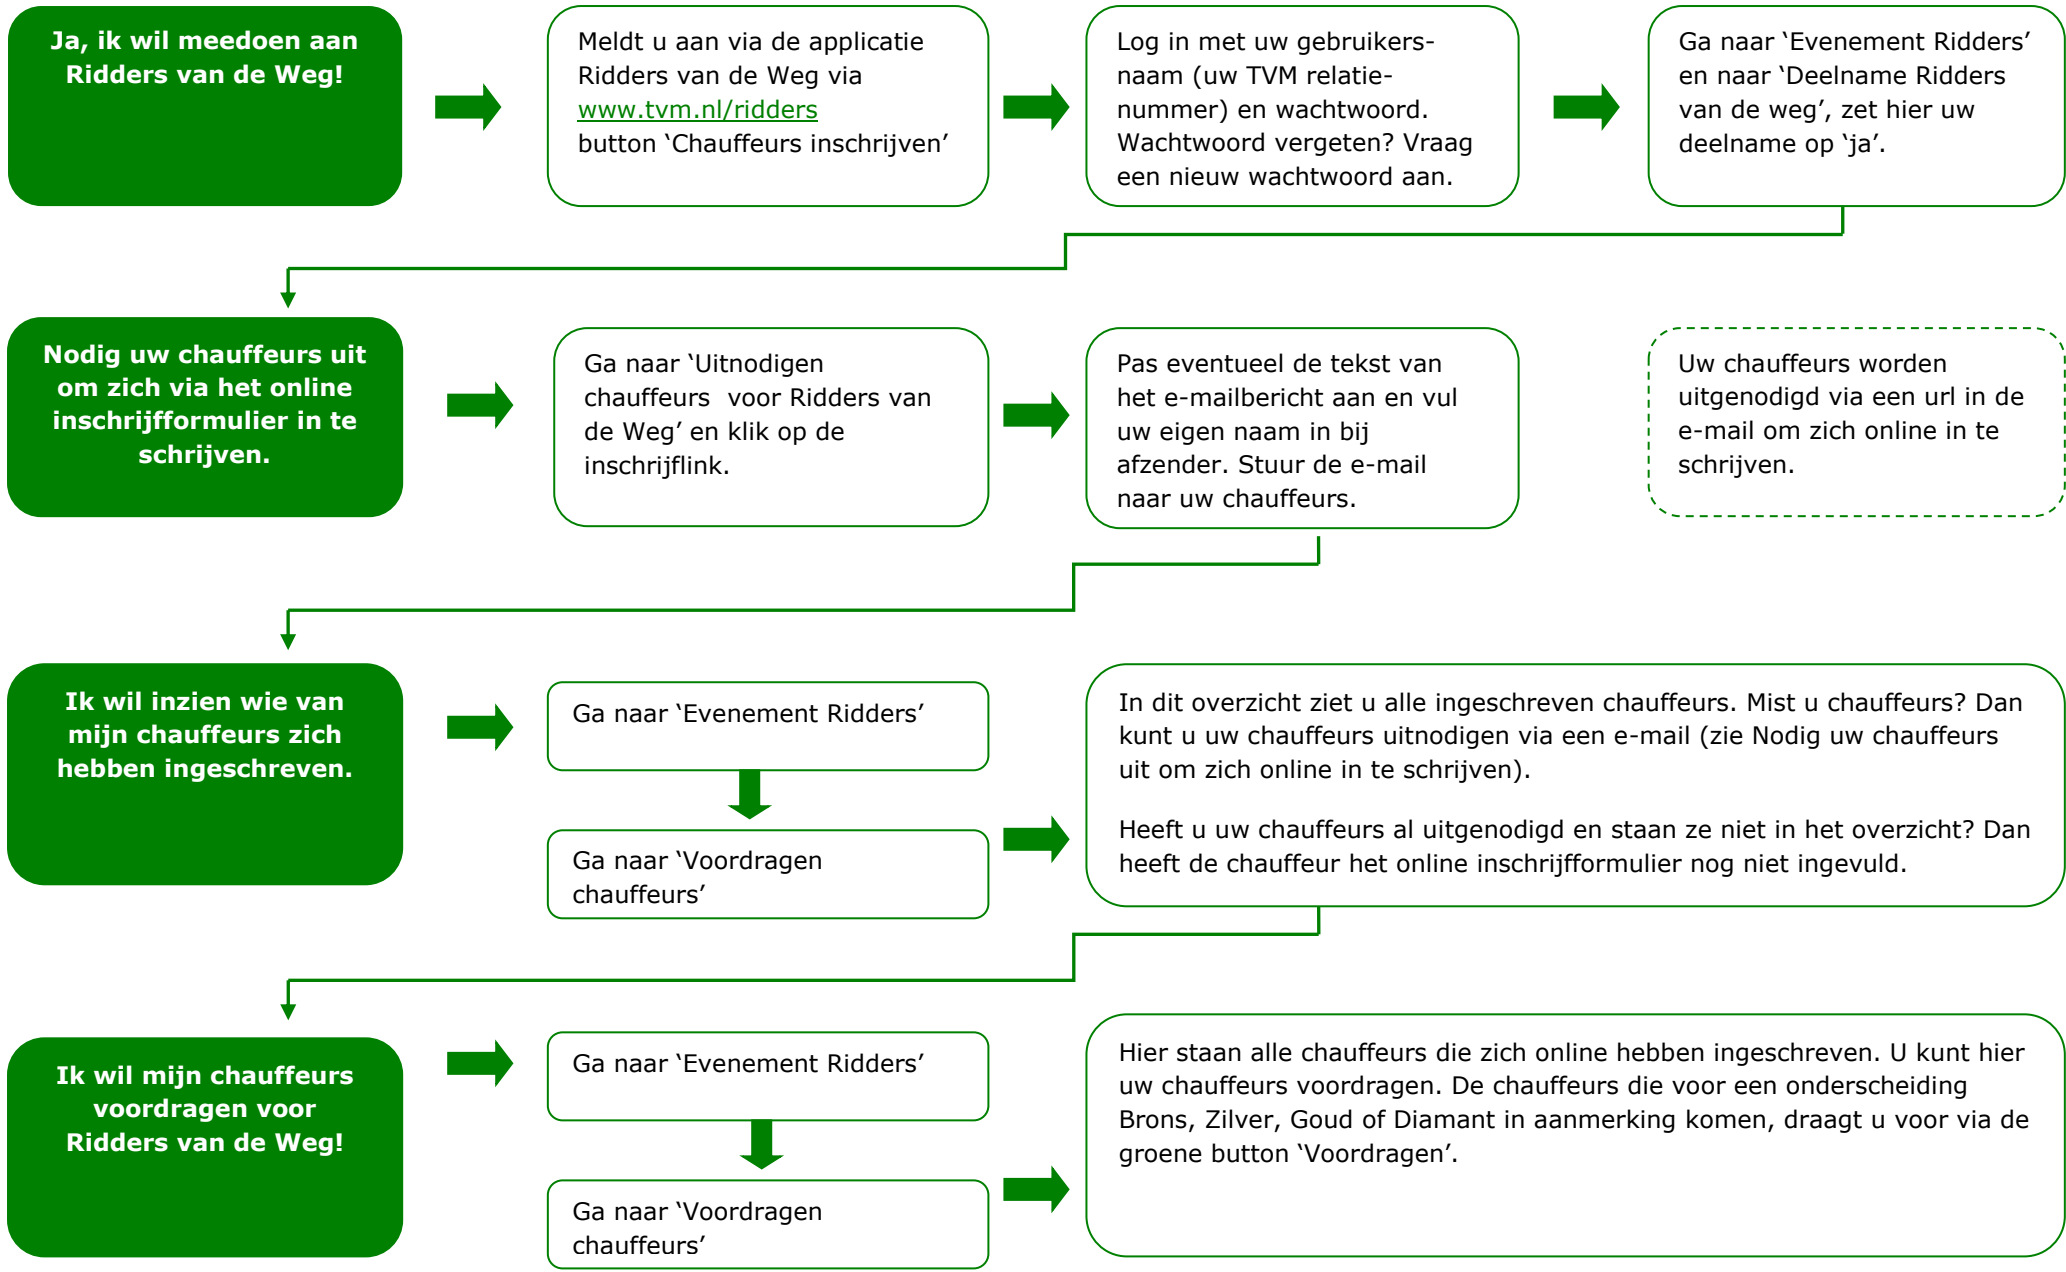 Ja, ik wil meedoen aan
Ridders van de Weg!
Meldt u aan via de applicatie
Ridders van de Weg via
www.tvm.nl/ridders
button ‘Chauffeurs inschrijven’
Log in met uw gebruikers-
naam (uw TVM relatie-
nummer) en wachtwoord.
Wachtwoord vergeten? Vraag
een nieuw wachtwoord aan.
Ga naar ‘Evenement Ridders’
en naar ‘Deelname Ridders
van de weg’, zet hier uw
deelname op ‘ja’.
Nodig uw chauffeurs uit
om zich via het online
inschrijfformulier in te
schrijven.
Ga naar ‘Uitnodigen
chauffeurs  voor Ridders van
de Weg’ en klik op de
inschrijflink.
Pas eventueel de tekst van
het e-mailbericht aan en vul
uw eigen naam in bij
afzender. Stuur de e-mail
naar uw chauffeurs.
Uw chauffeurs worden
uitgenodigd via een url in de
e-mail om zich online in te
schrijven.
Ik wil inzien wie van
mijn chauffeurs zich
hebben ingeschreven.
Ga naar ‘Evenement Ridders’
Ga naar ‘Voordragen
chauffeurs’
In dit overzicht ziet u alle ingeschreven chauffeurs. Mist u chauffeurs? Dan
kunt u uw chauffeurs uitnodigen via een e-mail (zie Nodig uw chauffeurs
uit om zich online in te schrijven).
Heeft u uw chauffeurs al uitgenodigd en staan ze niet in het overzicht? Dan
heeft de chauffeur het online inschrijfformulier nog niet ingevuld.
Ik wil mijn chauffeurs
voordragen voor
Ridders van de Weg!
Ga naar ‘Evenement Ridders’
Ga naar ‘Voordragen
chauffeurs’
Hier staan alle chauffeurs die zich online hebben ingeschreven. U kunt hier
uw chauffeurs voordragen. De chauffeurs die voor een onderscheiding
Brons, Zilver, Goud of Diamant in aanmerking komen, draagt u voor via de
groene button ‘Voordragen’.